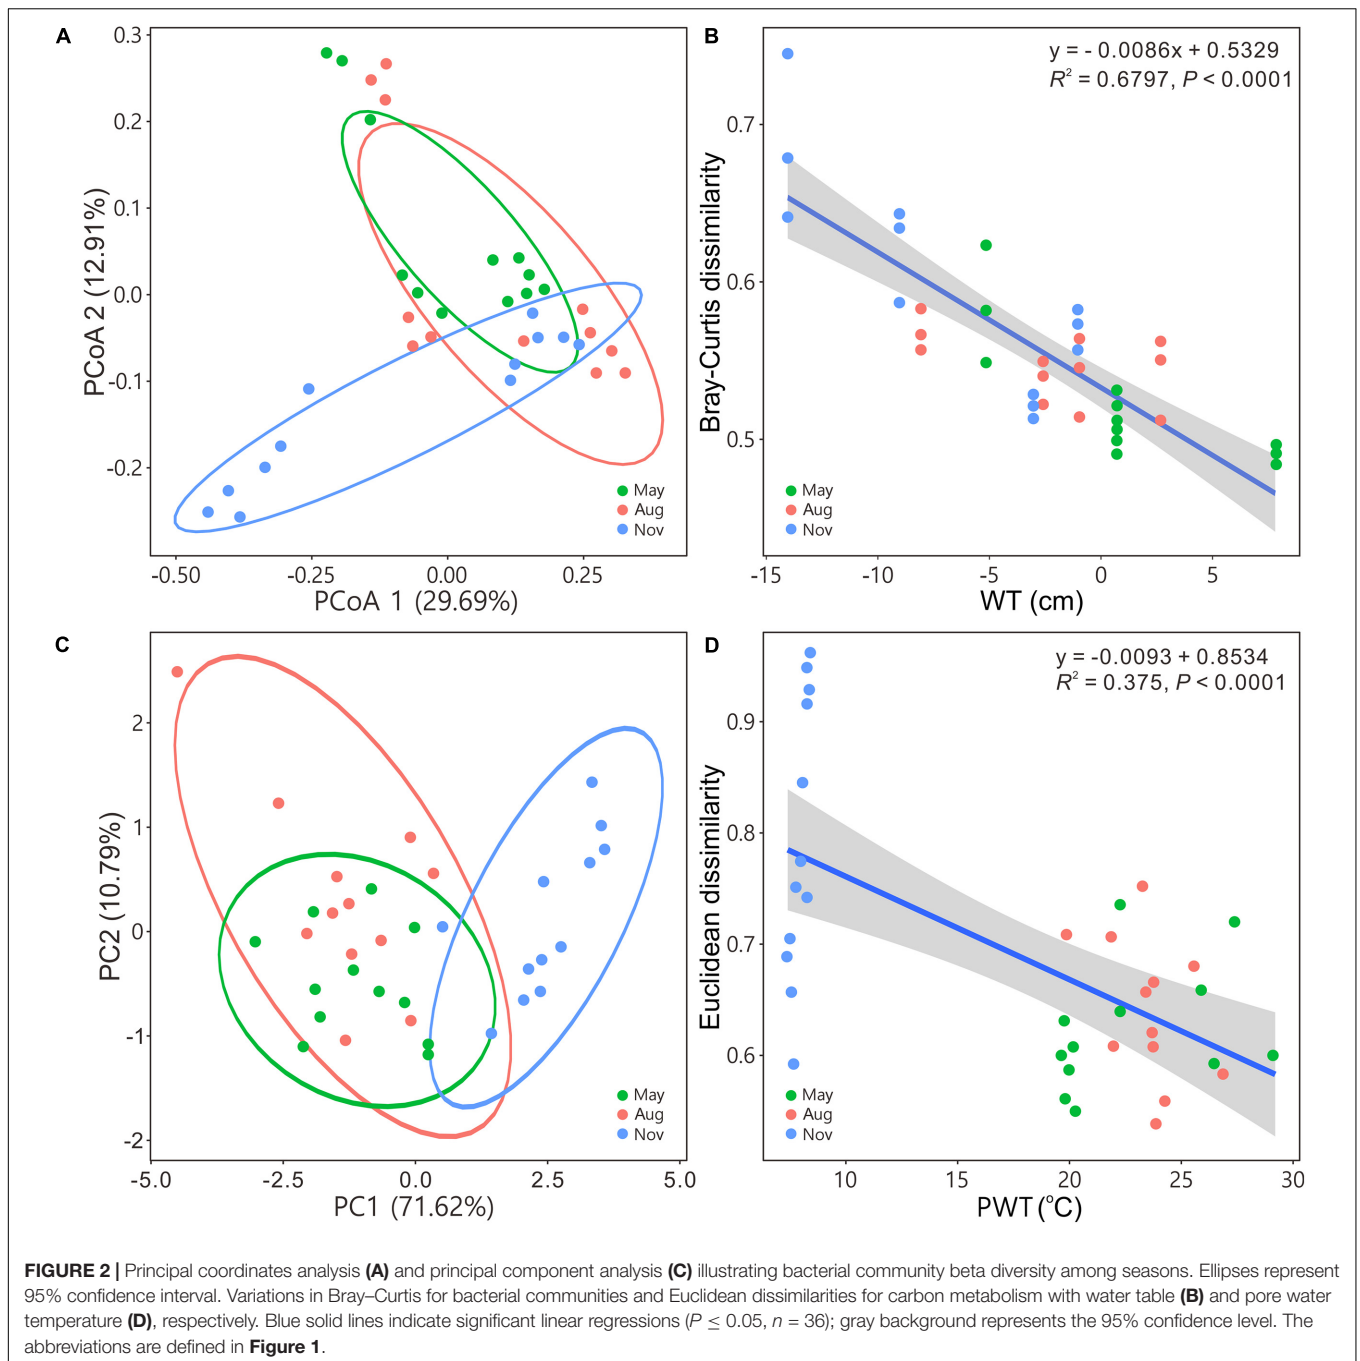 A
0.3
0.2
0.1
0.0
-0.1
-0.2
PCoA 2 (12.91%)
May
Aug
Nov
-0.50 -0.25 0.00 0.25
PCoA 1 (29.69%)
B
y = - 0.0086x + 0.5329
R² = 0.6797, P < 0.0001
0.7
0.6
0.5
Bray-Curtis dissimilarity
May
Aug
Nov
-15 -10 -5 0 5
WT (cm)
C
2
1
0
-1
-2
PC2 (10.79%)
May
Aug
Nov
-5.0 -2.5 0.0 2.5 5.0
PC1 (71.62%)
D
y = -0.0093 + 0.8534
R² = 0.375, P < 0.0001
0.9
0.8
0.7
0.6
Euclidean dissimilarity
May
Aug
Nov
10 15 20 25 30
PWT (°C)
FIGURE 2 | Principal coordinates analysis (A) and principal component analysis (C) illustrating bacterial community beta diversity among seasons. Ellipses represent
95% confidence interval. Variations in Bray–Curtis for bacterial communities and Euclidean dissimilarities for carbon metabolism with water table (B) and pore water
temperature (D), respectively. Blue solid lines indicate significant linear regressions (P ≤ 0.05, n = 36); gray background represents the 95% confidence level. The
abbreviations are defined in Figure 1.